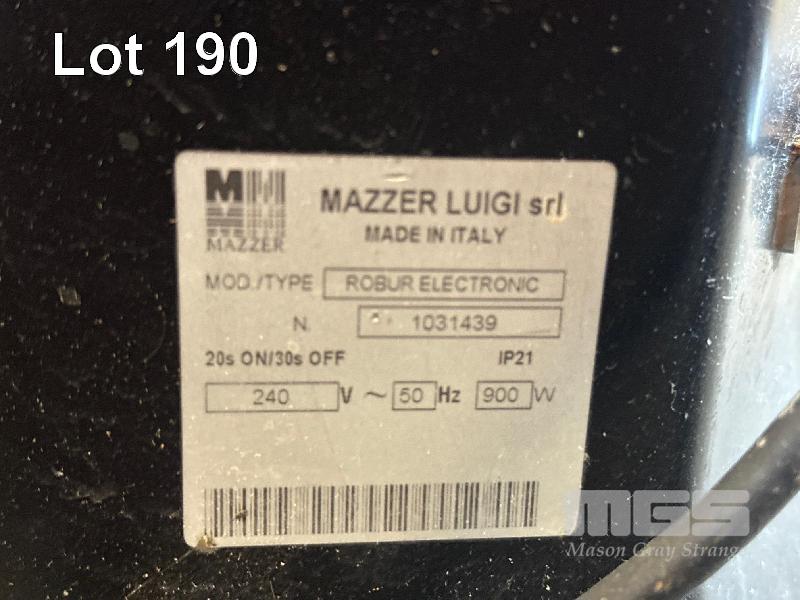 Lot 190
M
MAZZER
MAZZER LUIGI srl
MADE IN ITALY
MOD./TYPE ROBUR ELECTRONIC
N. 1031439
20s ON/30s OFF IP21
240 V ~ 50 Hz 900 W
MGS
Mason Gray Strang